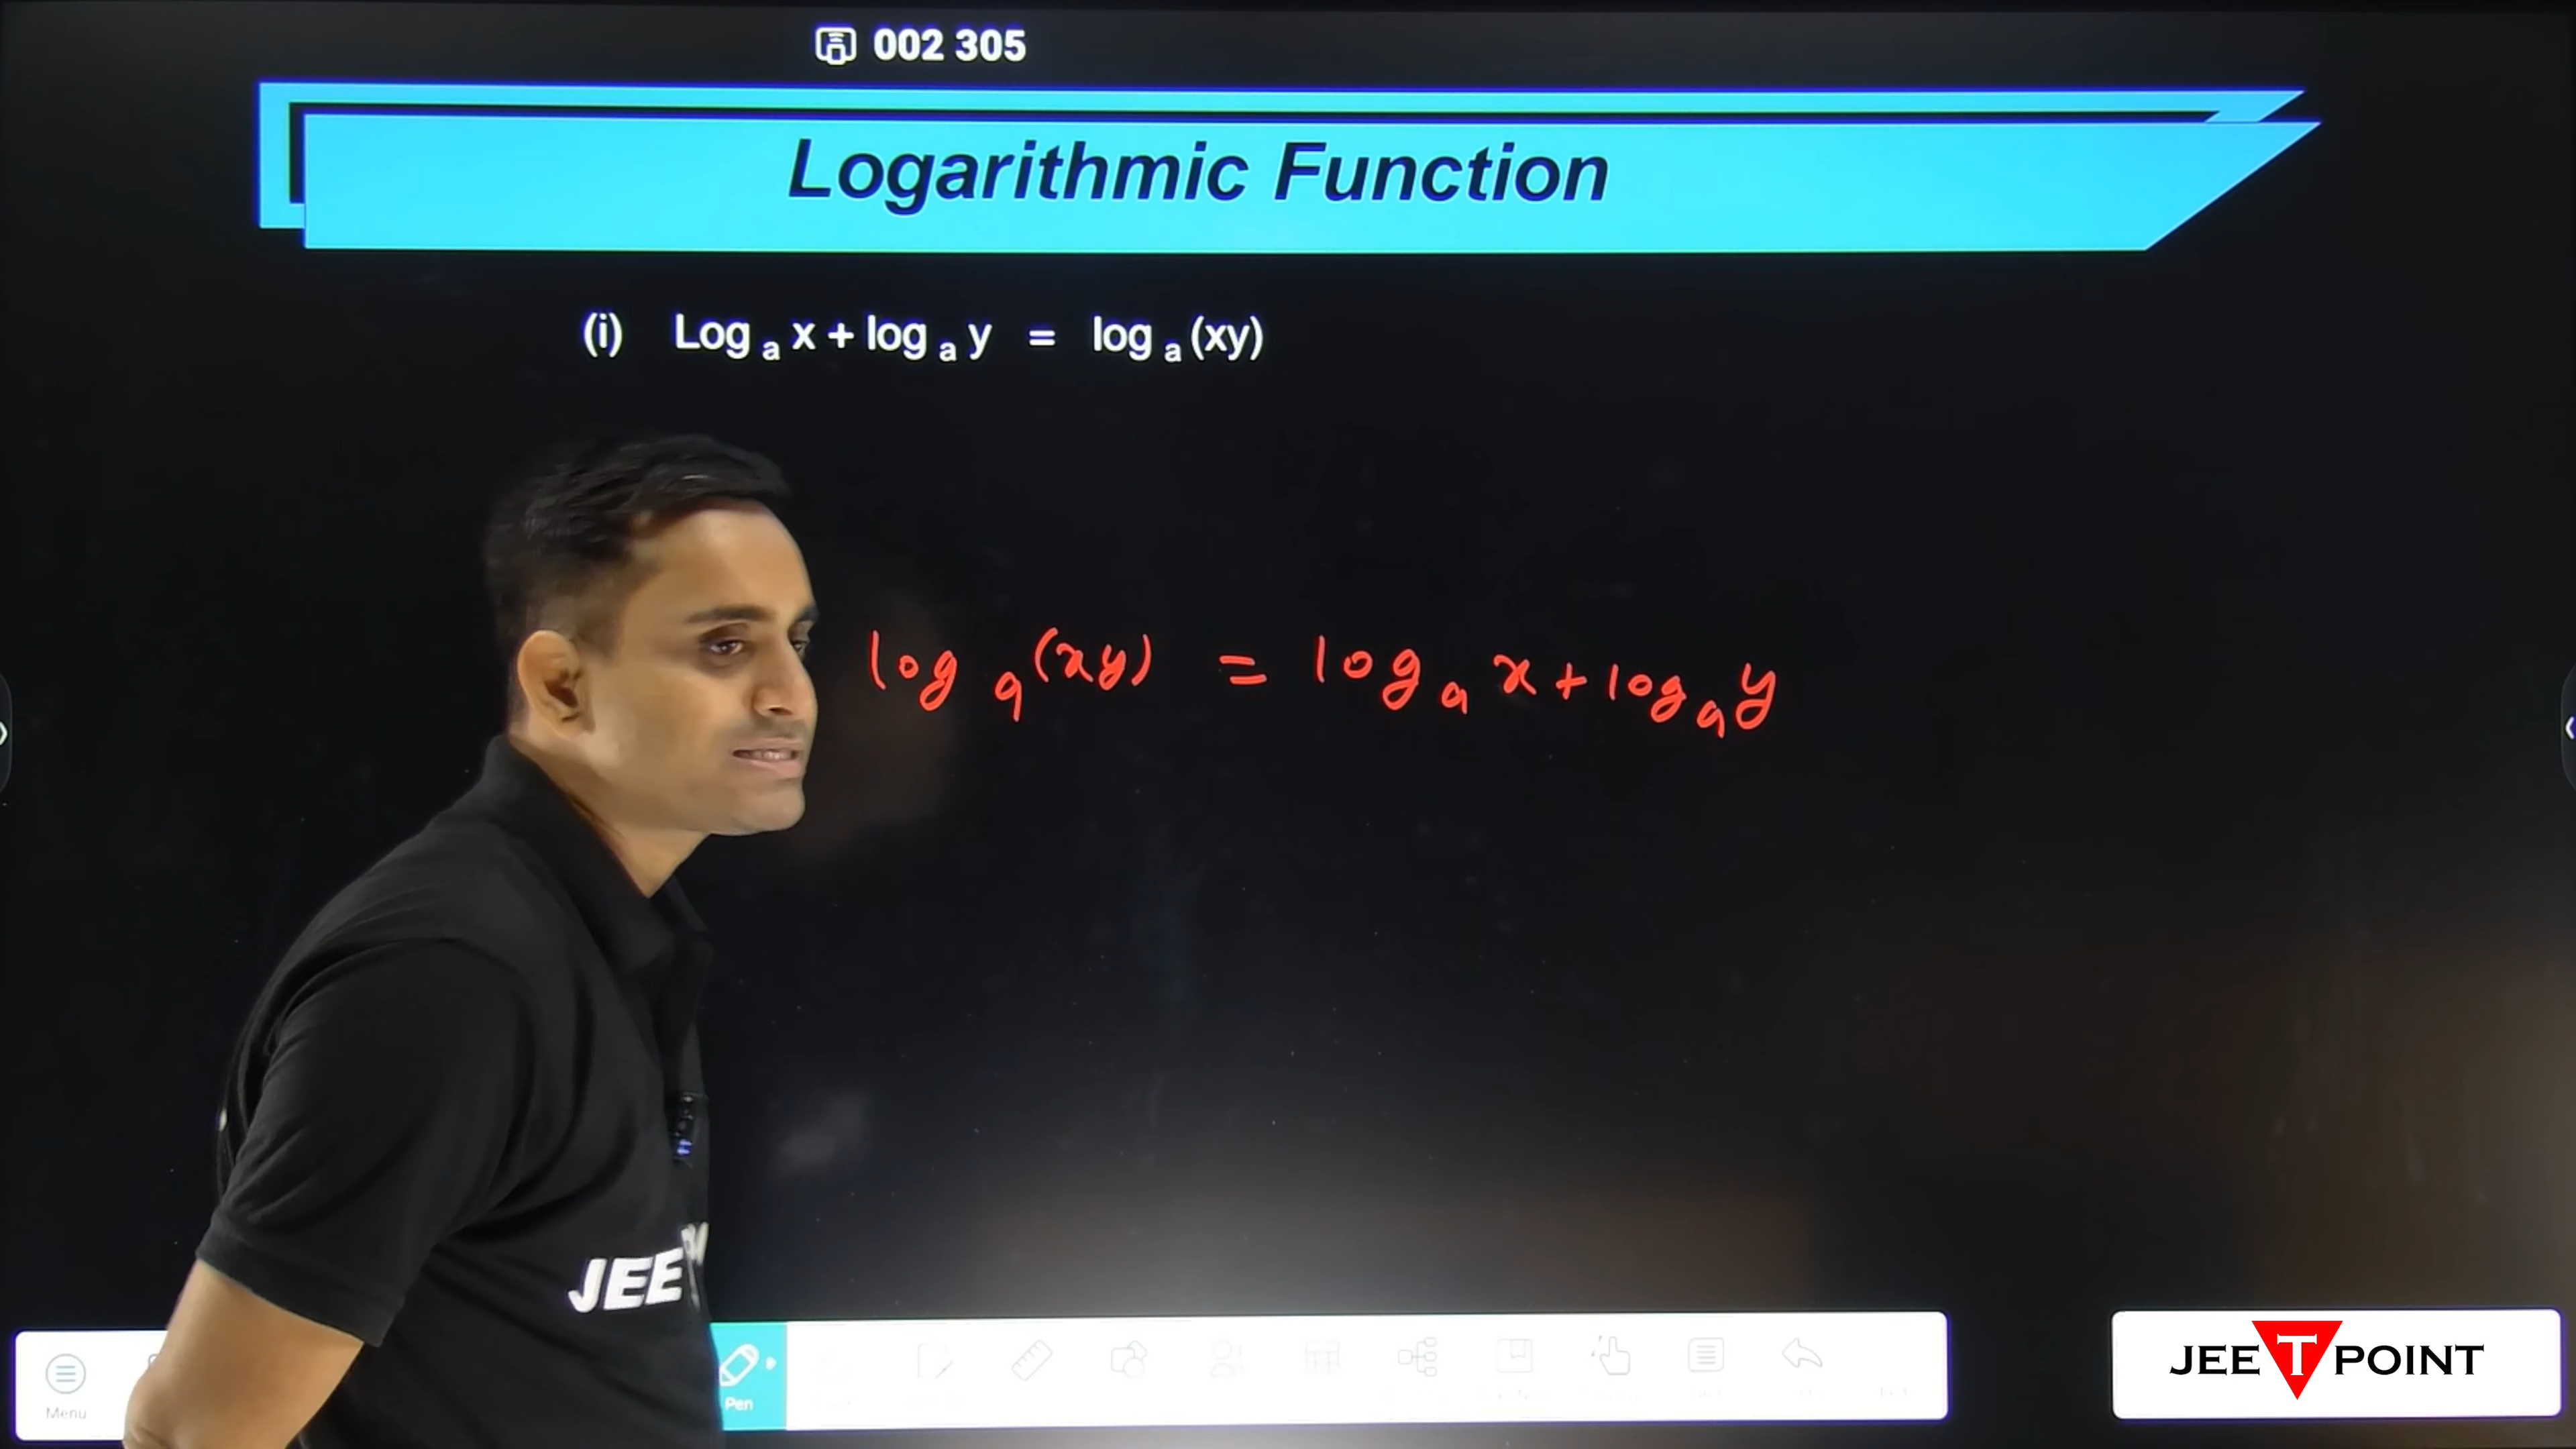 002 305
Logarithmic Function
(i) Log a x + log a y = log a (xy)
log a (xy) = log a x + log a y
JEE
Menu
Pen
JEE T POINT